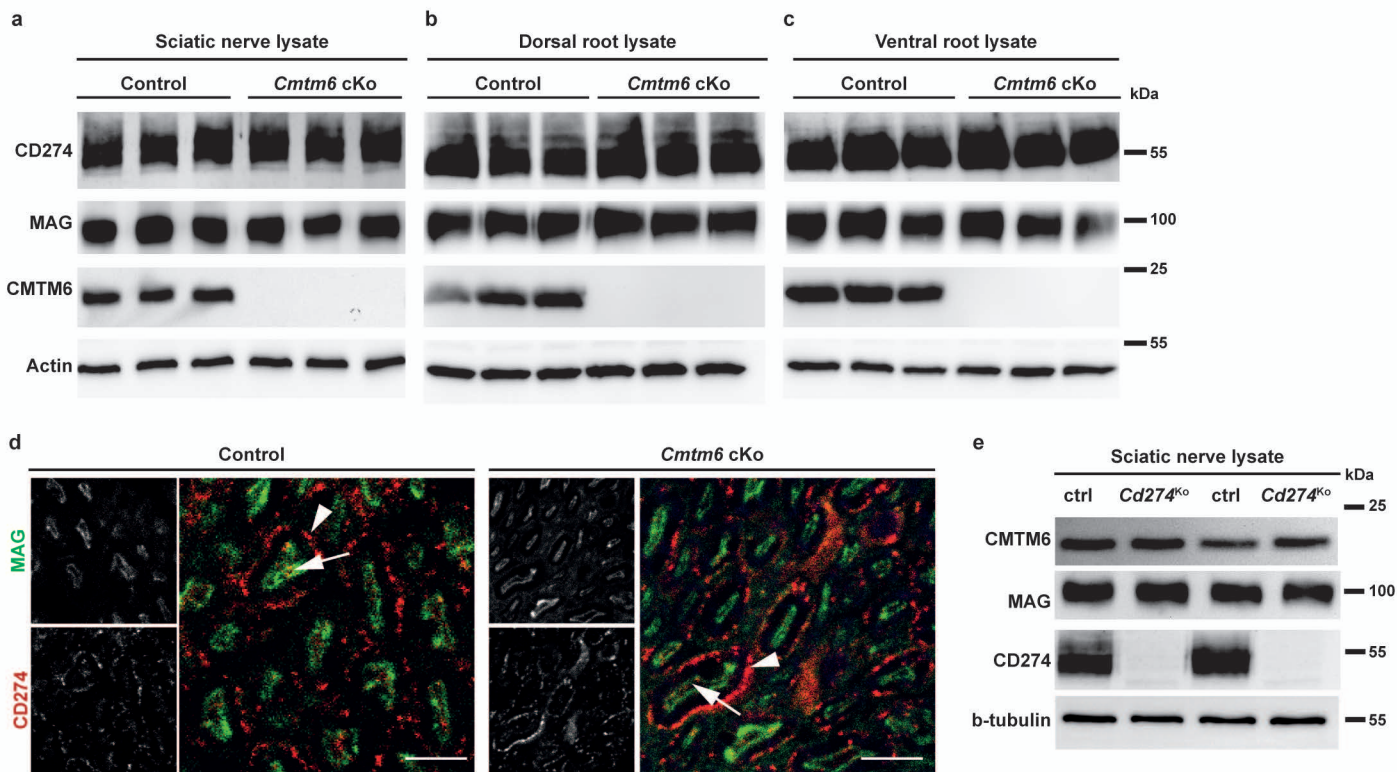 a
b
c
Sciatic nerve lysate
Dorsal root lysate
Ventral root lysate
Control
Cmtm6 cKo
Control
Cmtm6 cKo
Control
Cmtm6 cKo
kDa
CD274
55
MAG
100
CMTM6
25
Actin
55
d
Control
Cmtm6 cKo
MAG
CD274
e
Sciatic nerve lysate
kDa
ctrl Cd274Ko ctrl Cd274Ko
25
CMTM6
MAG
100
CD274
55
b-tubulin
55